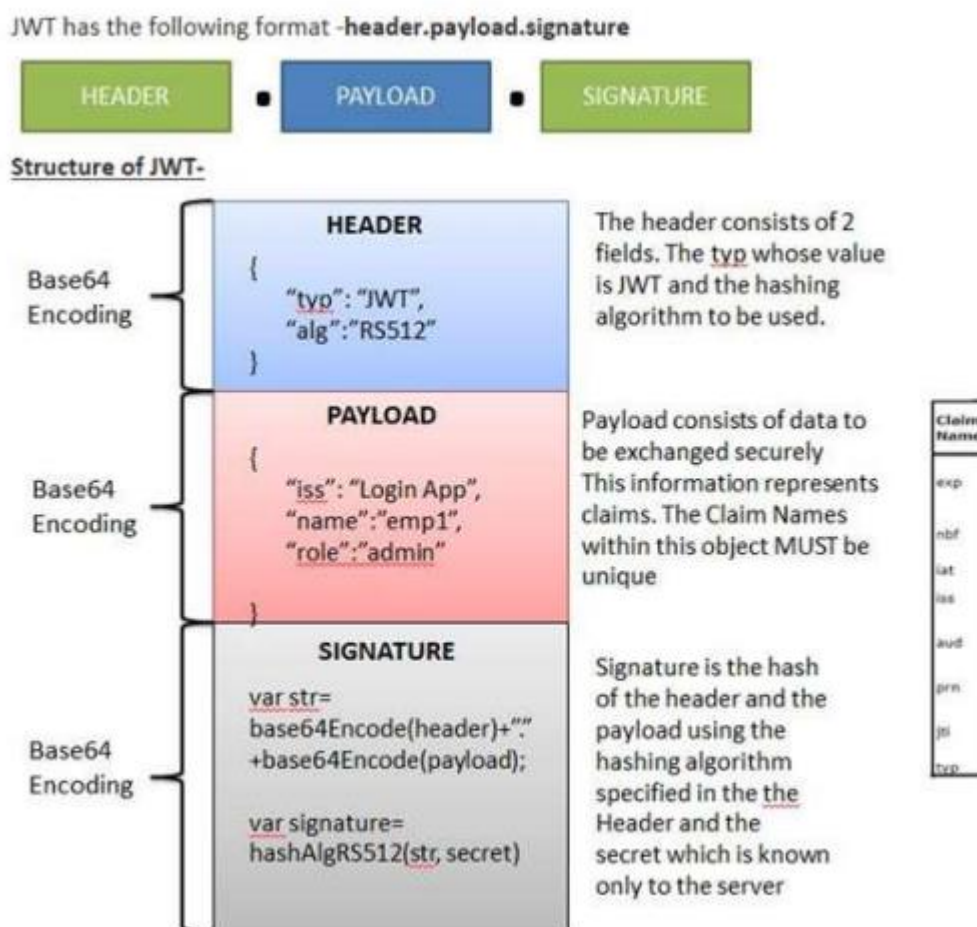 JWT has the following format -header.payload.signature
HEADER . PAYLOAD . SIGNATURE
Structure of JWT-
Base64
Encoding
HEADER
{
"typ": "JWT",
"alg":"RS512"
}
The header consists of 2
fields. The typ whose value
is JWT and the hashing
algorithm to be used.
Base64
Encoding
PAYLOAD
{
"iss": "Login App",
"name":"emp1",
"role":"admin"
}
Payload consists of data to
be exchanged securely
This information represents
claims. The Claim Names
within this object MUST be
unique
Base64
Encoding
SIGNATURE
var str=
base64Encode(header)+"."
+base64Encode(payload);
var signature=
hashAlgRS512(str, secret)
Signature is the hash
of the header and the
payload using the
hashing algorithm
specified in the the
Header and the
secret which is known
only to the server
Claim
Name
exp
nbf
iat
iss
aud
prn
jti
typ